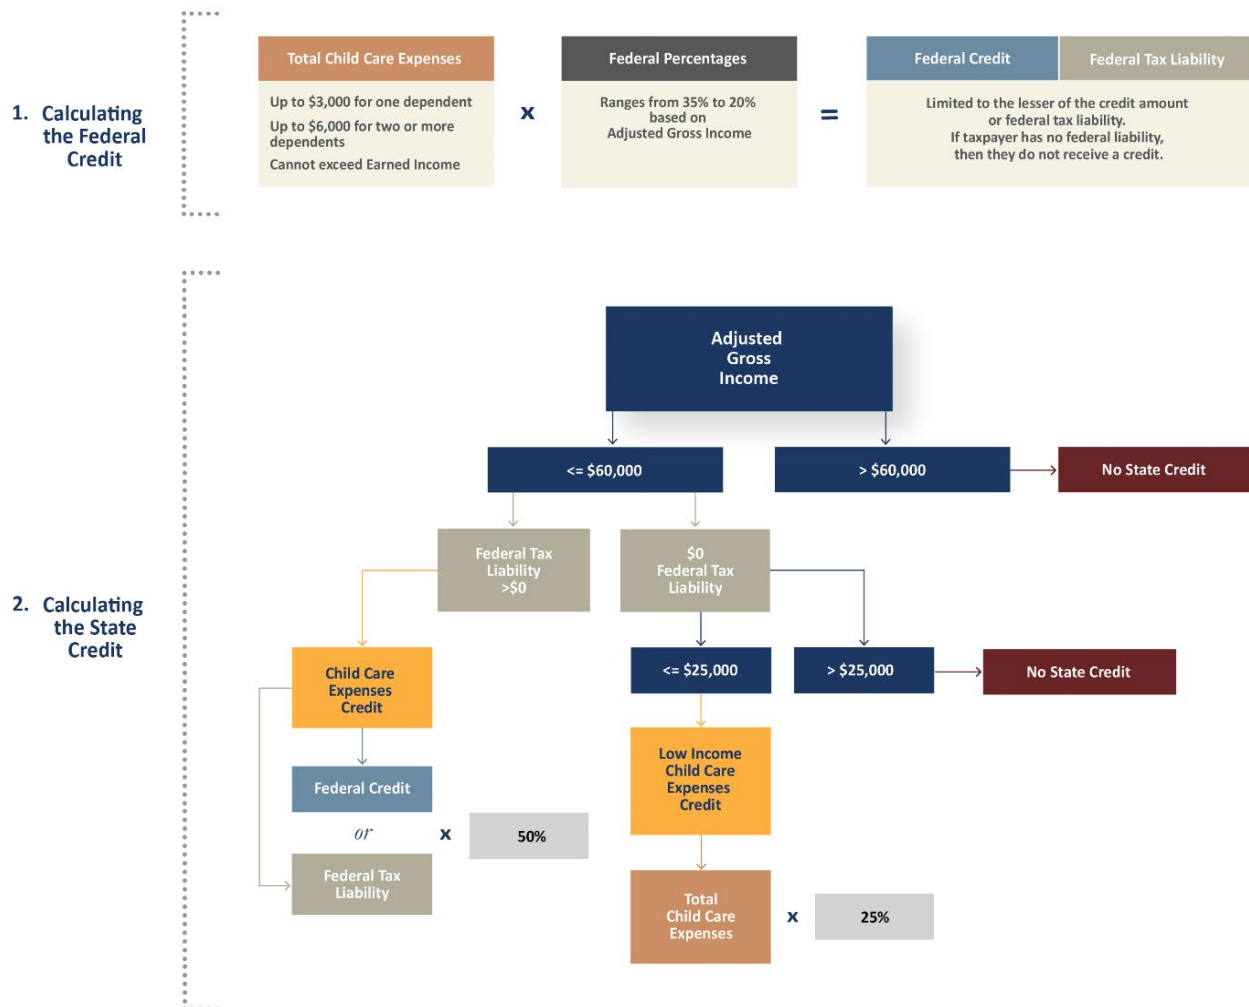 1. Calculating
the Federal
Credit
Total Child Care Expenses
Up to $3,000 for one dependent
Up to $6,000 for two or more
dependents
Cannot exceed Earned Income
x
Federal Percentages
Ranges from 35% to 20%
based on
Adjusted Gross Income
=
Federal Credit
Federal Tax Liability
Limited to the lesser of the credit amount
or federal tax liability.
If taxpayer has no federal liability,
then they do not receive a credit.
2. Calculating
the State
Credit
Adjusted
Gross
Income
<= $60,000
> $60,000
No State Credit
Federal Tax
Liability
>$0
$0
Federal Tax
Liability
Child Care
Expenses
Credit
<= $25,000
> $25,000
No State Credit
Federal Credit
or
x
50%
Federal Tax
Liability
Low Income
Child Care
Expenses
Credit
Total
Child Care
Expenses
x
25%